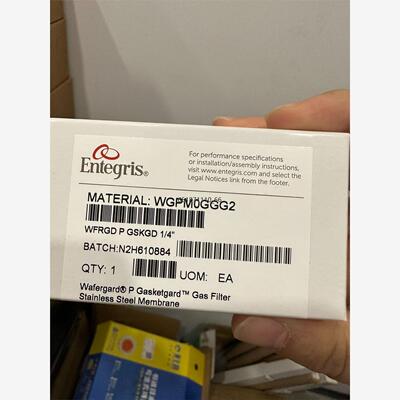 Entegris®
For performance specifications
or installation/assembly instructions,
visit www.entegris.com and select the
Legal Notices link from the footer.
MATERIAL: WGPM0GGG2
WFRGD P GSKGD 1/4"
BATCH:N2H610884
QTY: 1
UOM: EA
Wafergard® P Gasketgard™ Gas Filter
Stainless Steel Membrane